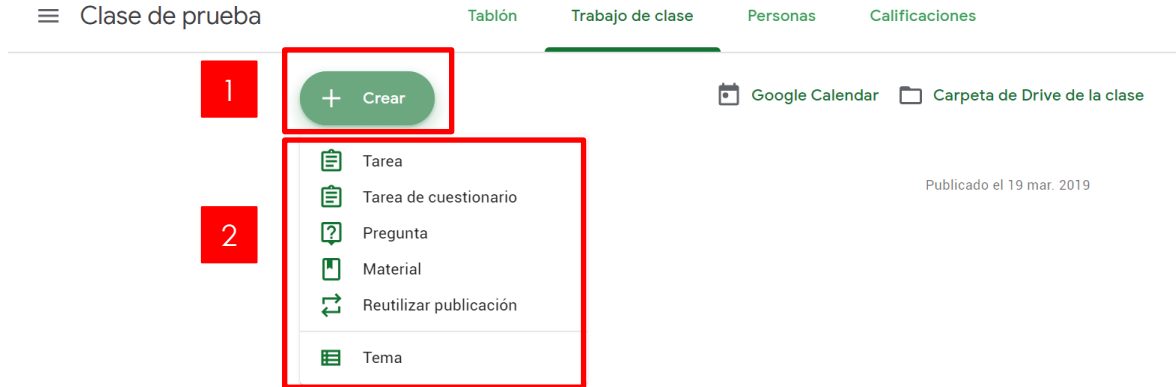 Clase de prueba
Tablón
Trabajo de clase
Personas
Calificaciones
1
Crear
Google Calendar
Carpeta de Drive de la clase
2
Tarea
Tarea de cuestionario
Pregunta
Material
Reutilizar publicación
Tema
Publicado el 19 mar. 2019